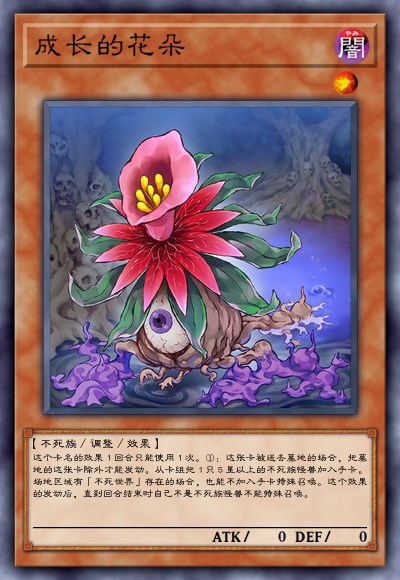 成长的花朵
やみ
闇
【不死族／调整／效果】
这个卡名的效果1回合只能使用1次。①：这张卡被送去墓地的场合，把墓
地的这张卡除外才能发动。从卡组把1只5星以上的不死族怪兽加入手卡。
场地区域有「不死世界」存在的场合，也能不加入手卡特殊召唤。这个效果
的发动后，直到回合结束时自己不是不死族怪兽不能特殊召唤。
ATK/ 0 DEF/ 0